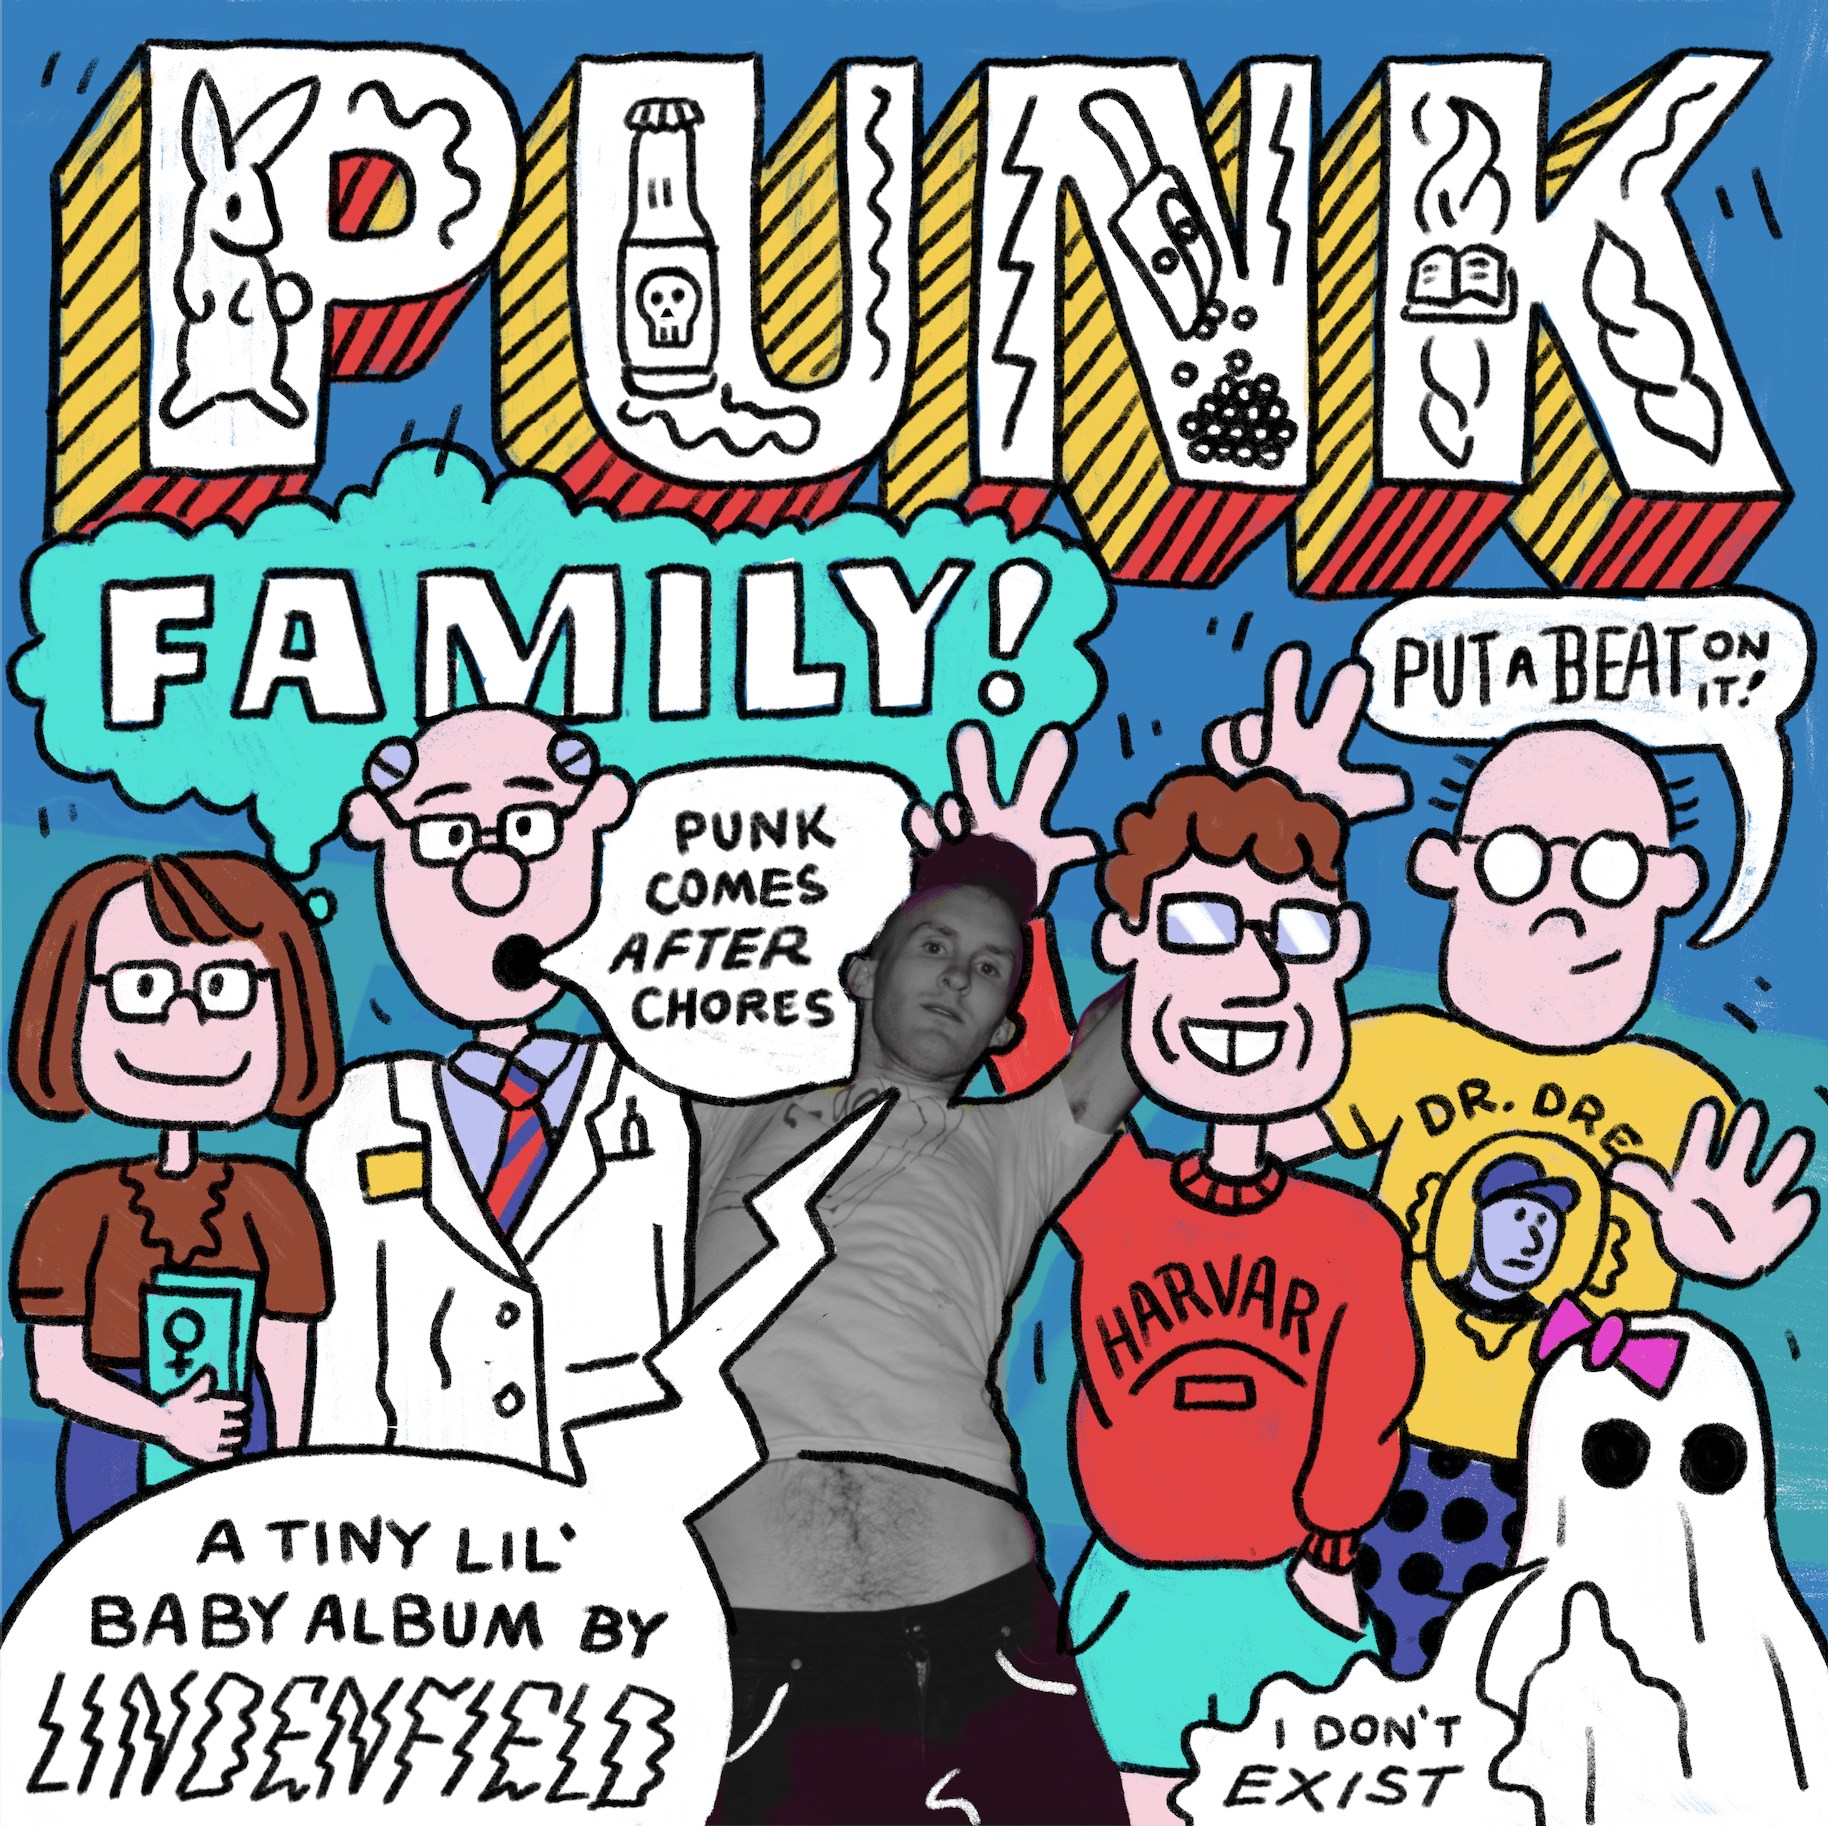 PUNK
FAMILY!
PUT A BEAT ON
IT!
PUNK
COMES
AFTER
CHORES
DR. DRE
HARVAR
A TINY LIL'
BABY ALBUM BY
LINDENFIELD
I DON'T
EXIST